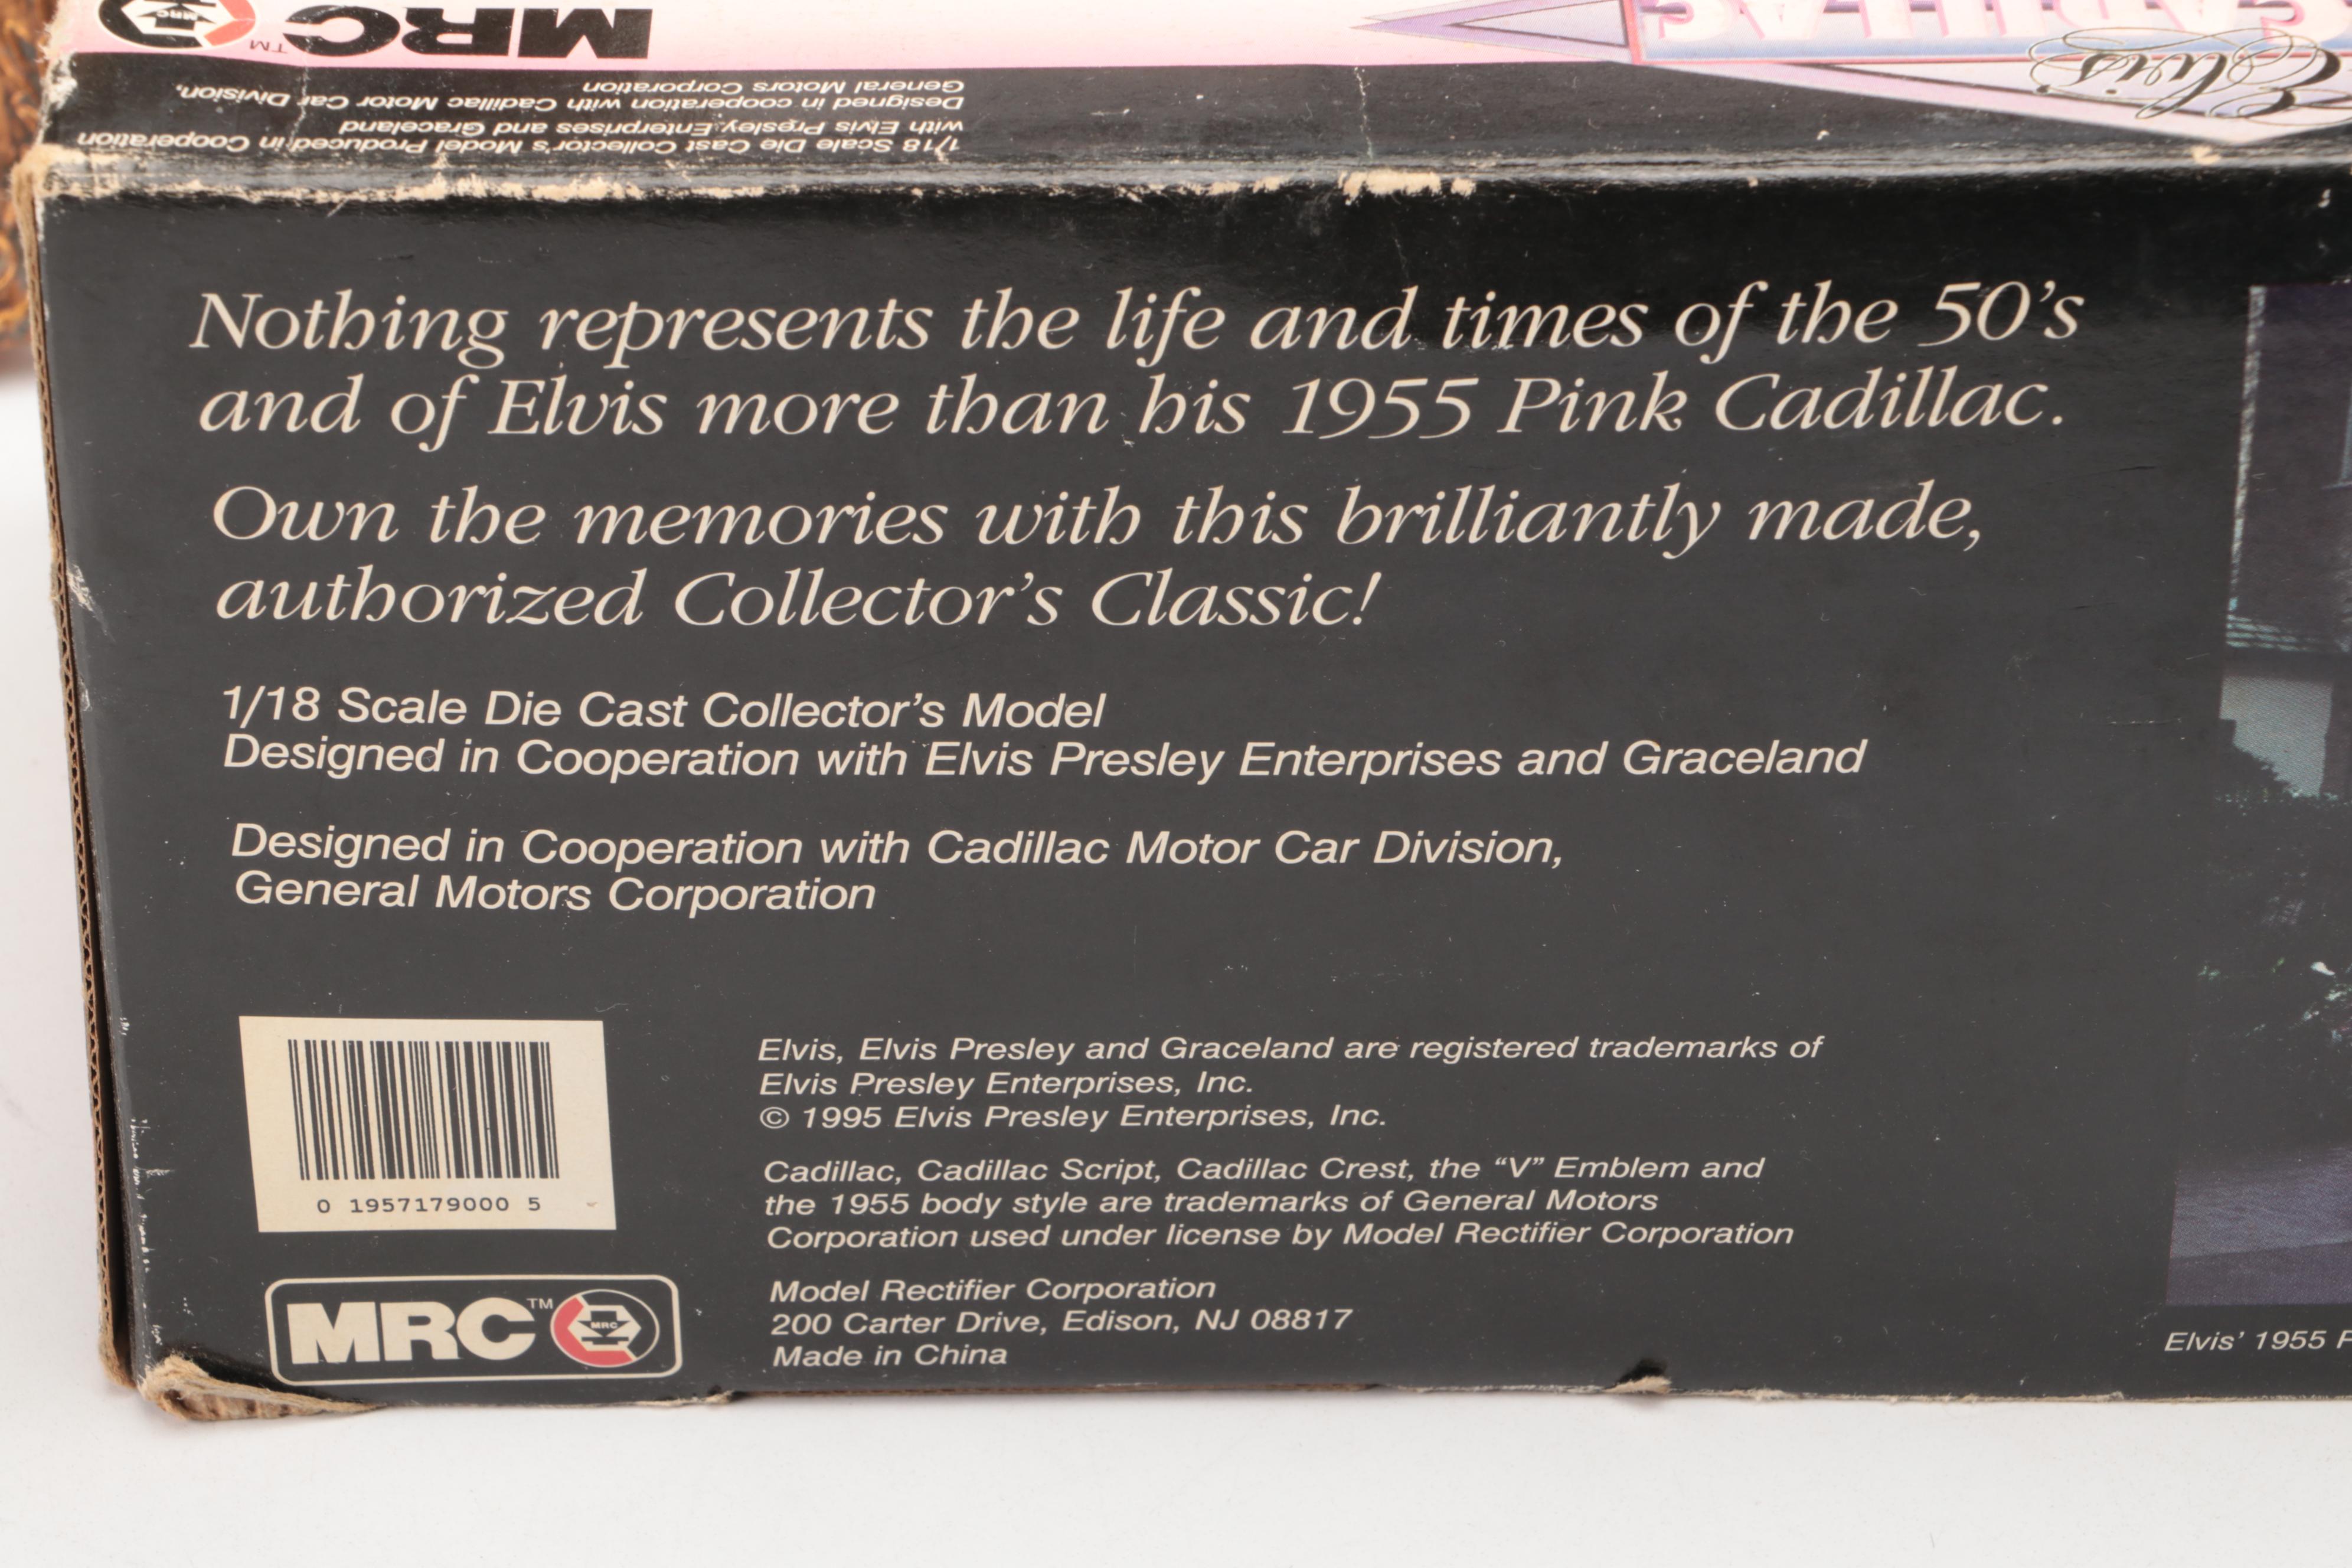 MRC™
MRC
CADILLAC
Elvis
1/18 Scale Die Cast Collector's Model Produced in Cooperation
with Elvis Presley Enterprises and Graceland
Designed in cooperation with Cadillac Motor Car Division,
General Motors Corporation
Nothing represents the life and times of the 50's
and of Elvis more than his 1955 Pink Cadillac.
Own the memories with this brilliantly made,
authorized Collector's Classic!
1/18 Scale Die Cast Collector's Model
Designed in Cooperation with Elvis Presley Enterprises and Graceland
Designed in Cooperation with Cadillac Motor Car Division,
General Motors Corporation
0 1957179000 5
Elvis, Elvis Presley and Graceland are registered trademarks of
Elvis Presley Enterprises, Inc.
© 1995 Elvis Presley Enterprises, Inc.
Cadillac, Cadillac Script, Cadillac Crest, the “V” Emblem and
the 1955 body style are trademarks of General Motors
Corporation used under license by Model Rectifier Corporation
Model Rectifier Corporation
200 Carter Drive, Edison, NJ 08817
Made in China
MRC™
MRC
Elvis' 1955